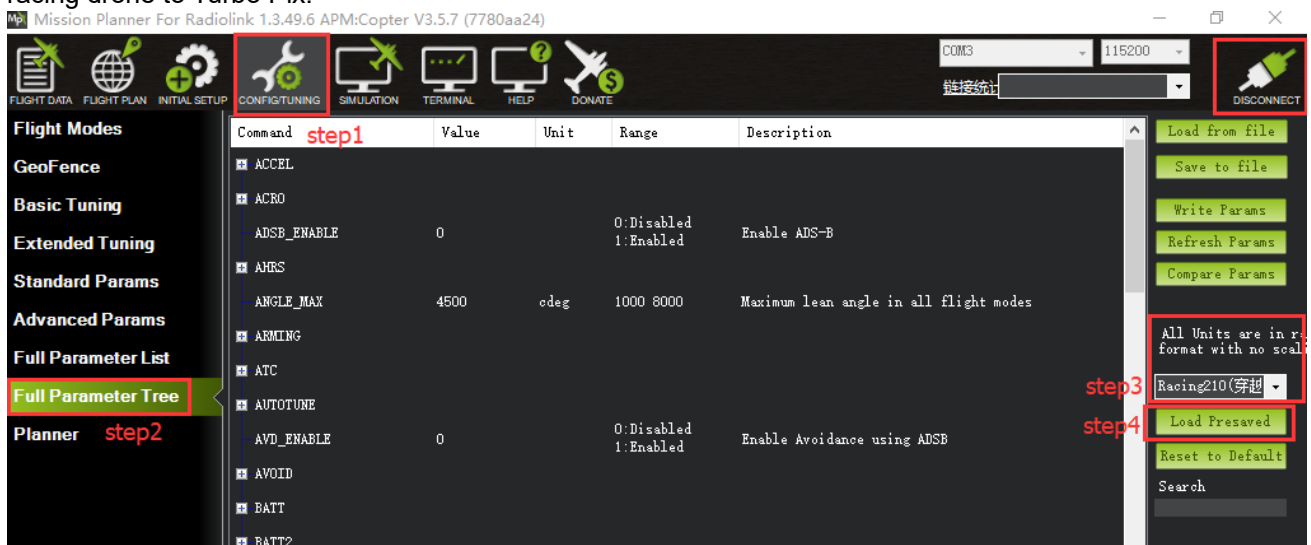 racing drone to Turbo Pix.
Mission Planner For Radiolink 1.3.49.6 APM:Copter V3.5.7 (7780aa24)
COM3 115200
链接统计
FLIGHT DATA FLIGHT PLAN INITIAL SETUP CONFIG/TUNING SIMULATION TERMINAL HELP DONATE DISCONNECT
Flight Modes
GeoFence
Basic Tuning
Extended Tuning
Standard Params
Advanced Params
Full Parameter List
Full Parameter Tree
Planner step2
Command step1 Value Unit Range Description
ACCEL
ACRO
ADSB_ENABLE 0 0:Disabled 1:Enabled Enable ADS-B
AHRS
ANGLE_MAX 4500 cdeg 1000 8000 Maximum lean angle in all flight modes
ARMING
ATC
AUTOTUNE
AVD_ENABLE 0 0:Disabled 1:Enabled Enable Avoidance using ADSB
AVOID
BATT
BATT2
Load from file
Save to file
Write Params
Refresh Params
Compare Params
All Units are in r
format with no scal
step3 Racing210(穿越
step4 Load Presaved
Reset to Default
Search